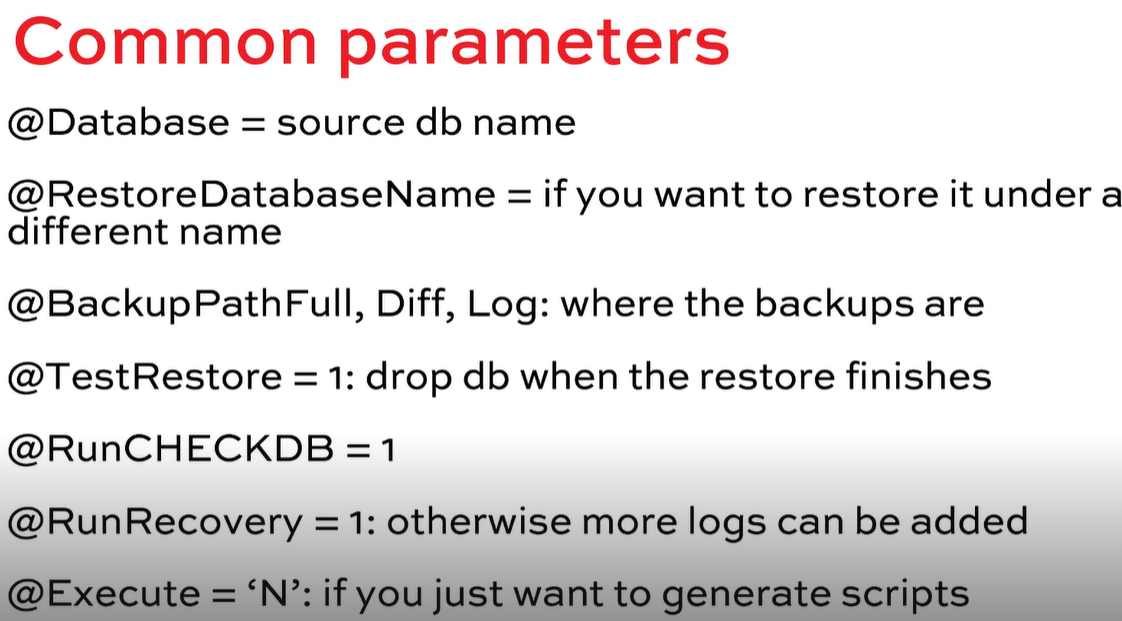 Common parameters
@Database = source db name
@RestoreDatabaseName = if you want to restore it under a
different name
@BackupPathFull, Diff, Log: where the backups are
@TestRestore = 1: drop db when the restore finishes
@RunCHECKDB = 1
@RunRecovery = 1: otherwise more logs can be added
@Execute = ‘N’: if you just want to generate scripts